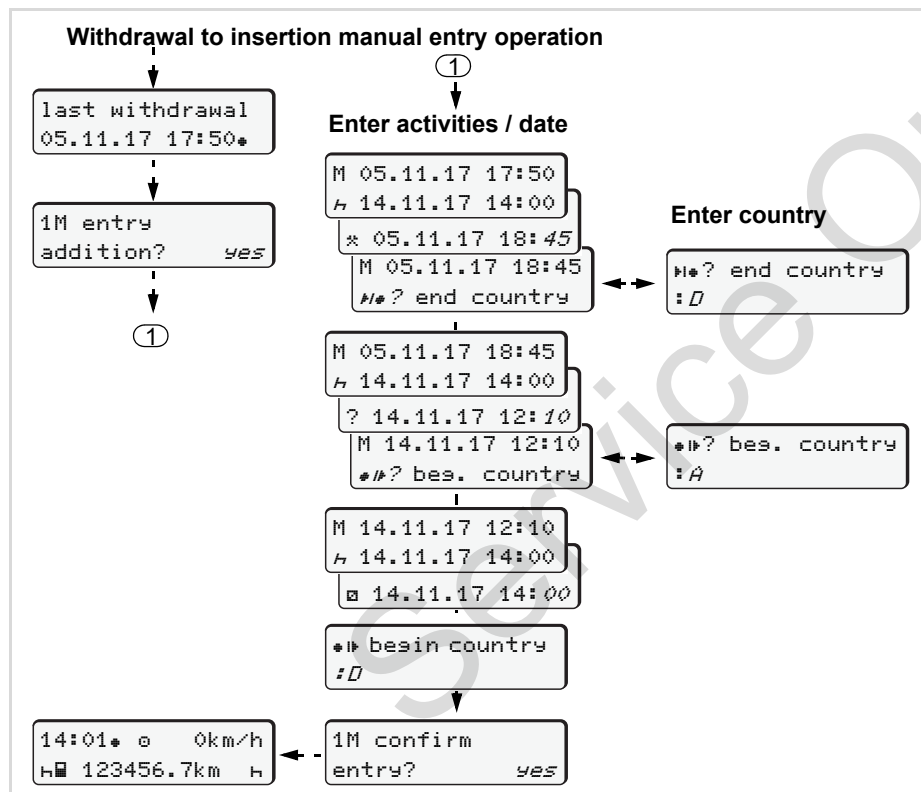 Withdrawal to insertion manual entry operation
last withdrawal
05.11.17 17:50
1M entry
addition? yes
1
1
Enter activities / date
M 05.11.17 17:50
14.11.17 14:00
05.11.17 18:45
M 05.11.17 18:45
? end country
Enter country
? end country
:D
M 05.11.17 18:45
14.11.17 14:00
? 14.11.17 12:10
M 14.11.17 12:10
? beg. country
? beg. country
:A
M 14.11.17 12:10
14.11.17 14:00
14.11.17 14:00
begin country
:D
1M confirm
entry? yes
14:01 0km/h
123456.7km
Service O